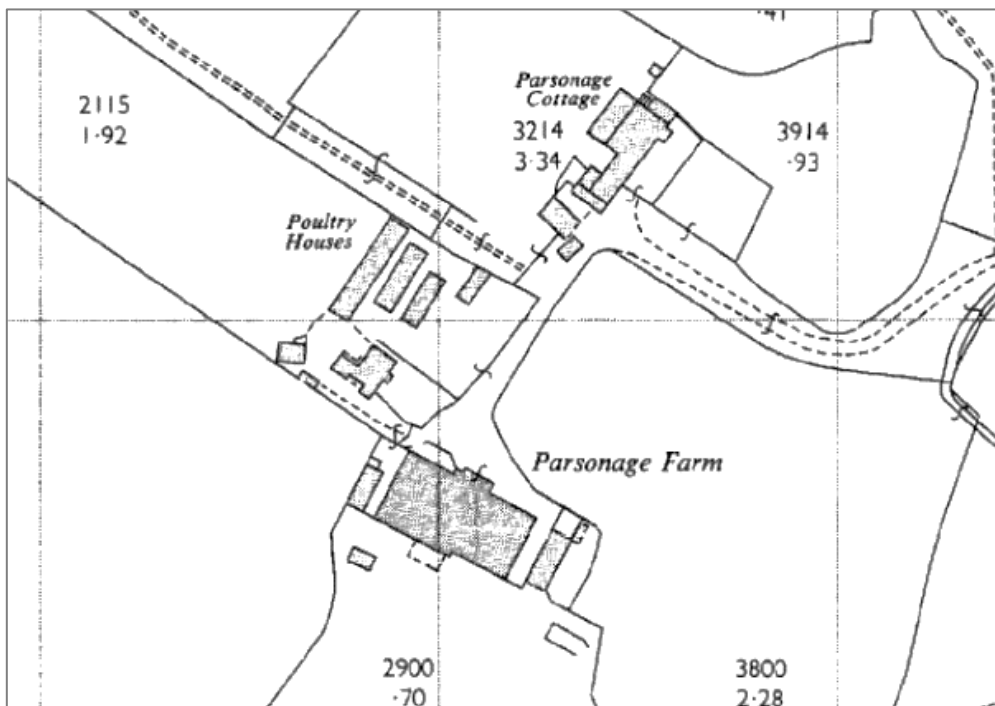 ·41
2115
1·92
Parsonage
Cottage
3214
3·34
3914
·93
Poultry
Houses
Parsonage Farm
2900
·70
3800
2·28